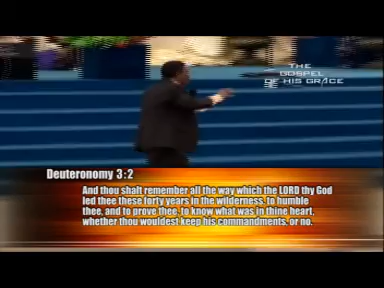 THE
GOSPEL
OF HIS GRACE
Deuteronomy 3:2
And thou shalt remember all the way which the LORD thy God
led thee these forty years in the wilderness, to humble
thee, and to prove thee, to know what was in thine heart,
whether thou wouldest keep his commandments, or no.